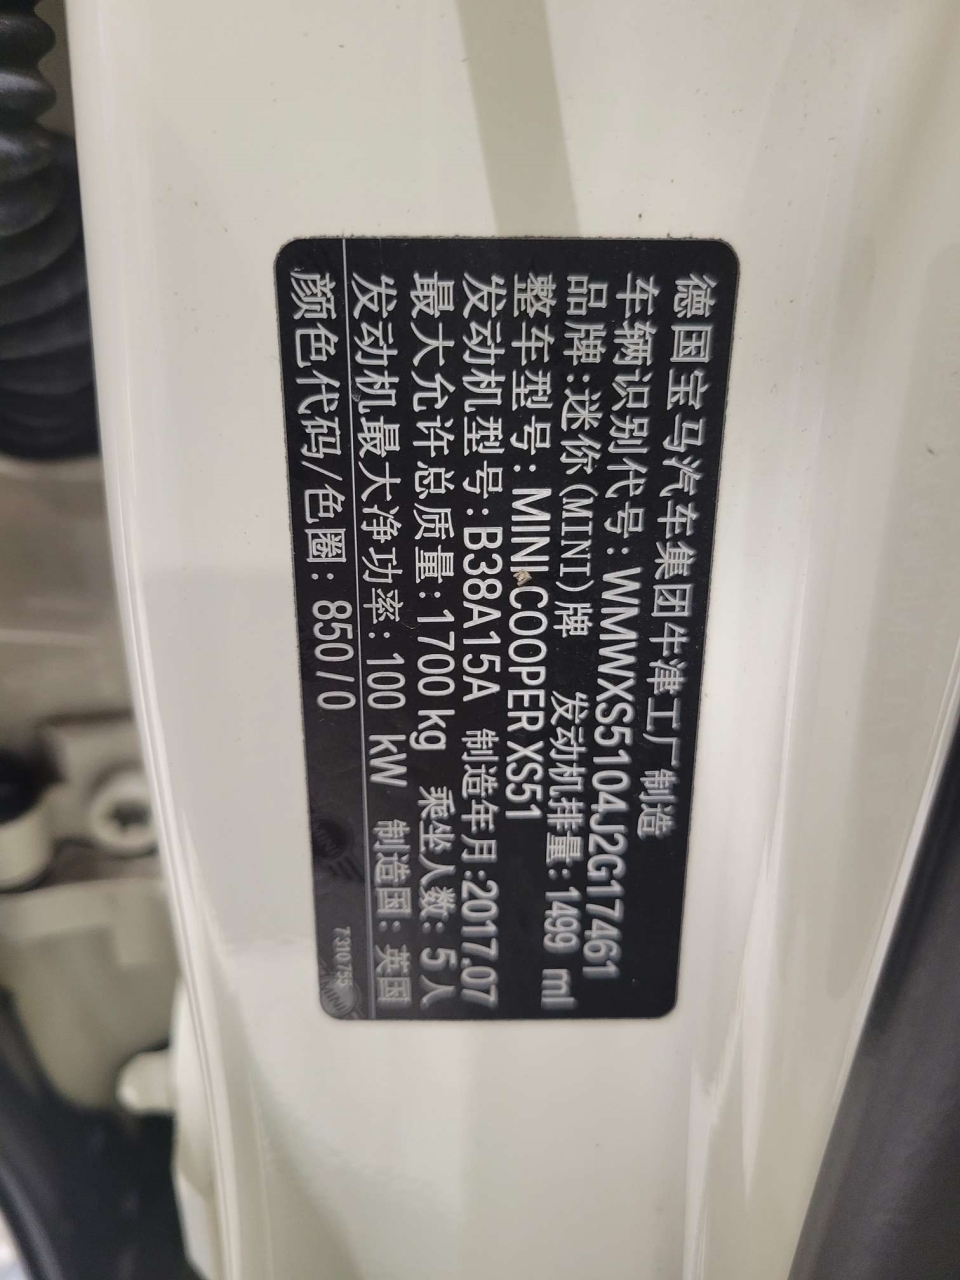 德国宝马汽车集团牛津工厂制造
车辆识别代号:WMWXS5104J2G17461
品牌:迷你(MINI)牌 发动机排量:1499 ml
整车型号:MINI COOPER XS51
发动机型号:B38A15A 制造年月:2017.07
最大允许总质量:1700 kg 乘坐人数:5人
发动机最大净功率:100 kW 制造国:英国
颜色代码/色圈:850/0
7310755
MINI
MINI